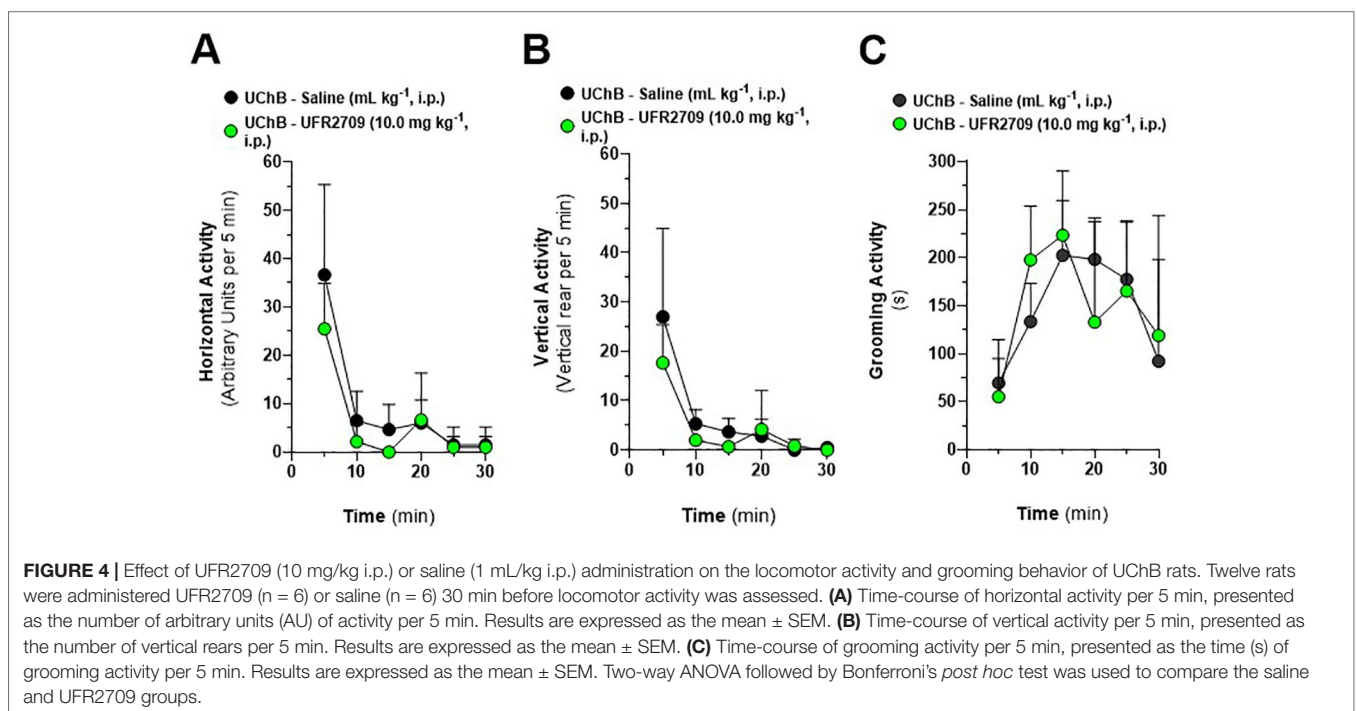 A
UChB - Saline (mL kg⁻¹, i.p.)
UChB - UFR2709 (10.0 mg kg⁻¹,
i.p.)
60
50
40
30
20
10
0
Horizontal Activity
(Arbitrary Units per 5 min)
0 10 20 30
Time (min)
B
UChB - Saline (mL kg⁻¹, i.p.)
UChB - UFR2709 (10.0 mg kg⁻¹,
i.p.)
60
50
40
30
20
10
0
Vertical Activity
(Vertical rear per 5 min)
0 10 20 30
Time (min)
C
UChB - Saline (mL kg⁻¹, i.p.)
UChB - UFR2709 (10.0 mg kg⁻¹, i.p.)
300
250
200
150
100
50
0
Grooming Activity
(s)
0 10 20 30
Time (min)
FIGURE 4 | Effect of UFR2709 (10 mg/kg i.p.) or saline (1 mL/kg i.p.) administration on the locomotor activity and grooming behavior of UChB rats. Twelve rats
were administered UFR2709 (n = 6) or saline (n = 6) 30 min before locomotor activity was assessed. (A) Time-course of horizontal activity per 5 min, presented
as the number of arbitrary units (AU) of activity per 5 min. Results are expressed as the mean ± SEM. (B) Time-course of vertical activity per 5 min, presented as
the number of vertical rears per 5 min. Results are expressed as the mean ± SEM. (C) Time-course of grooming activity per 5 min, presented as the time (s) of
grooming activity per 5 min. Results are expressed as the mean ± SEM. Two-way ANOVA followed by Bonferroni's post hoc test was used to compare the saline
and UFR2709 groups.